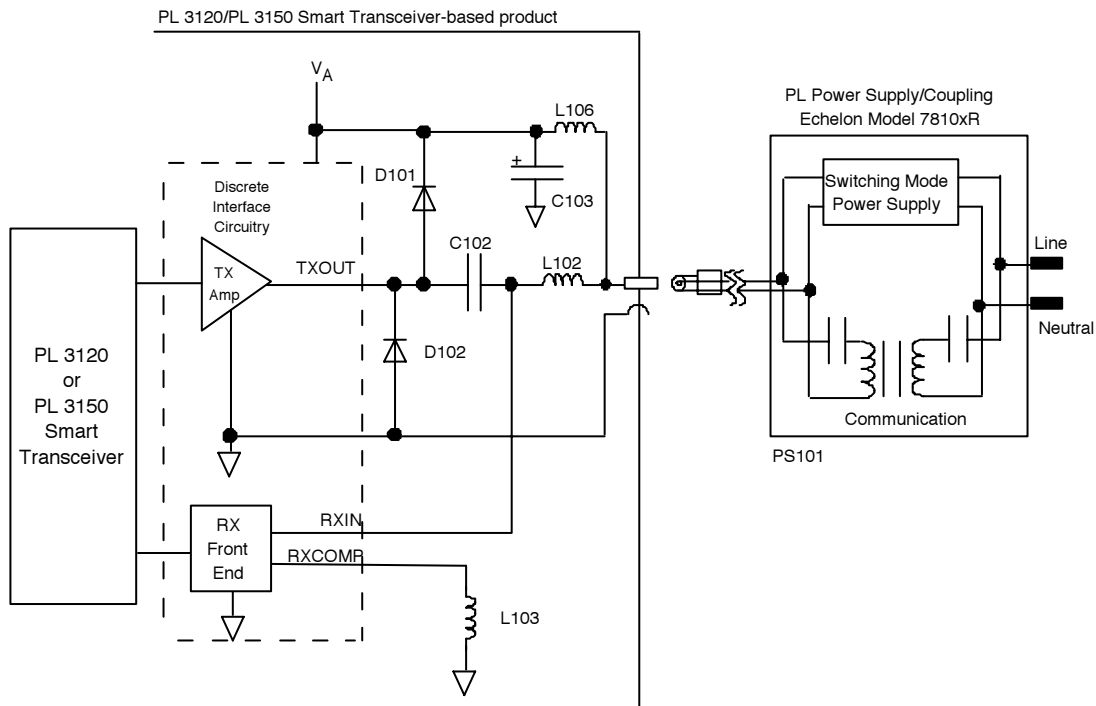 PL 3120/PL 3150 Smart Transceiver-based product
VA
L106
PL Power Supply/Coupling
Echelon Model 7810xR
D101
+
C103
Discrete
Interface
Circuitry
Switching Mode
Power Supply
C102
L102
Line
TXOUT
TX
Amp
Neutral
D102
PL 3120
or
PL 3150
Smart
Transceiver
Communication
PS101
RX
Front
End
RXIN
RXCOMP
L103